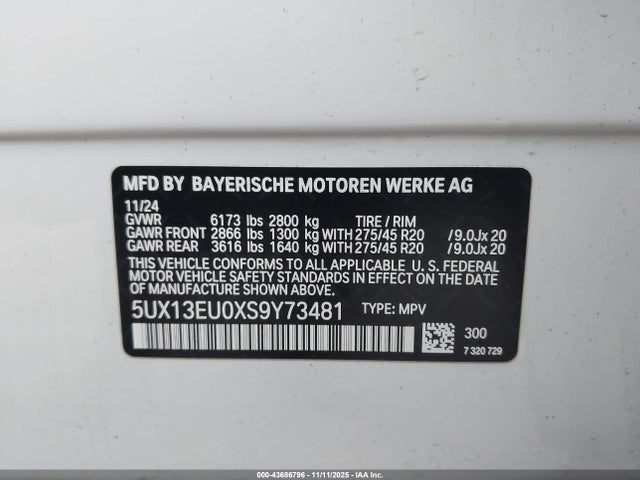 MFD BY BAYERISCHE MOTOREN WERKE AG
11/24
GVWR 6173 lbs 2800 kg TIRE / RIM
GAWR FRONT 2866 lbs 1300 kg WITH 275/45 R20 /9.0Jx 20
GAWR REAR 3616 lbs 1640 kg WITH 275/45 R20 /9.0Jx 20
THIS VEHICLE CONFORMS TO ALL APPLICABLE U. S. FEDERAL
MOTOR VEHICLE SAFETY STANDARDS IN EFFECT ON THE DATE
OF MANUFACTURE SHOWN ABOVE.
5UX13EU0XS9Y73481 TYPE: MPV
300
7 320 729
000-43686796 - 11/11/2025 - IAA Inc.